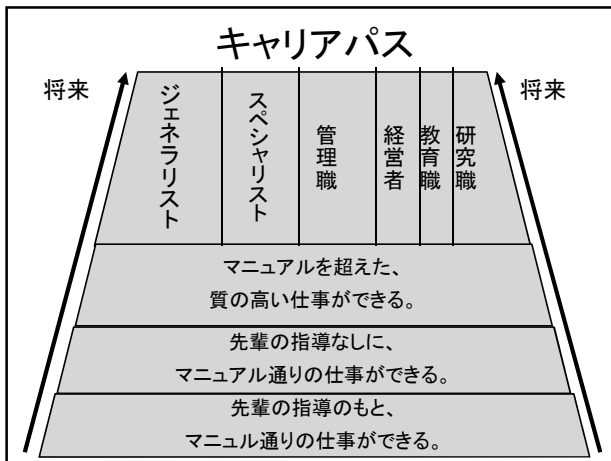 キャリアパス
将来
将来
ジェネラリスト
スペシャリスト
管理職
経営者
教育職
研究職
マニュアルを超えた、
質の高い仕事ができる。
先輩の指導なしに、
マニュアル通りの仕事ができる。
先輩の指導のもと、
マニュル通りの仕事ができる。